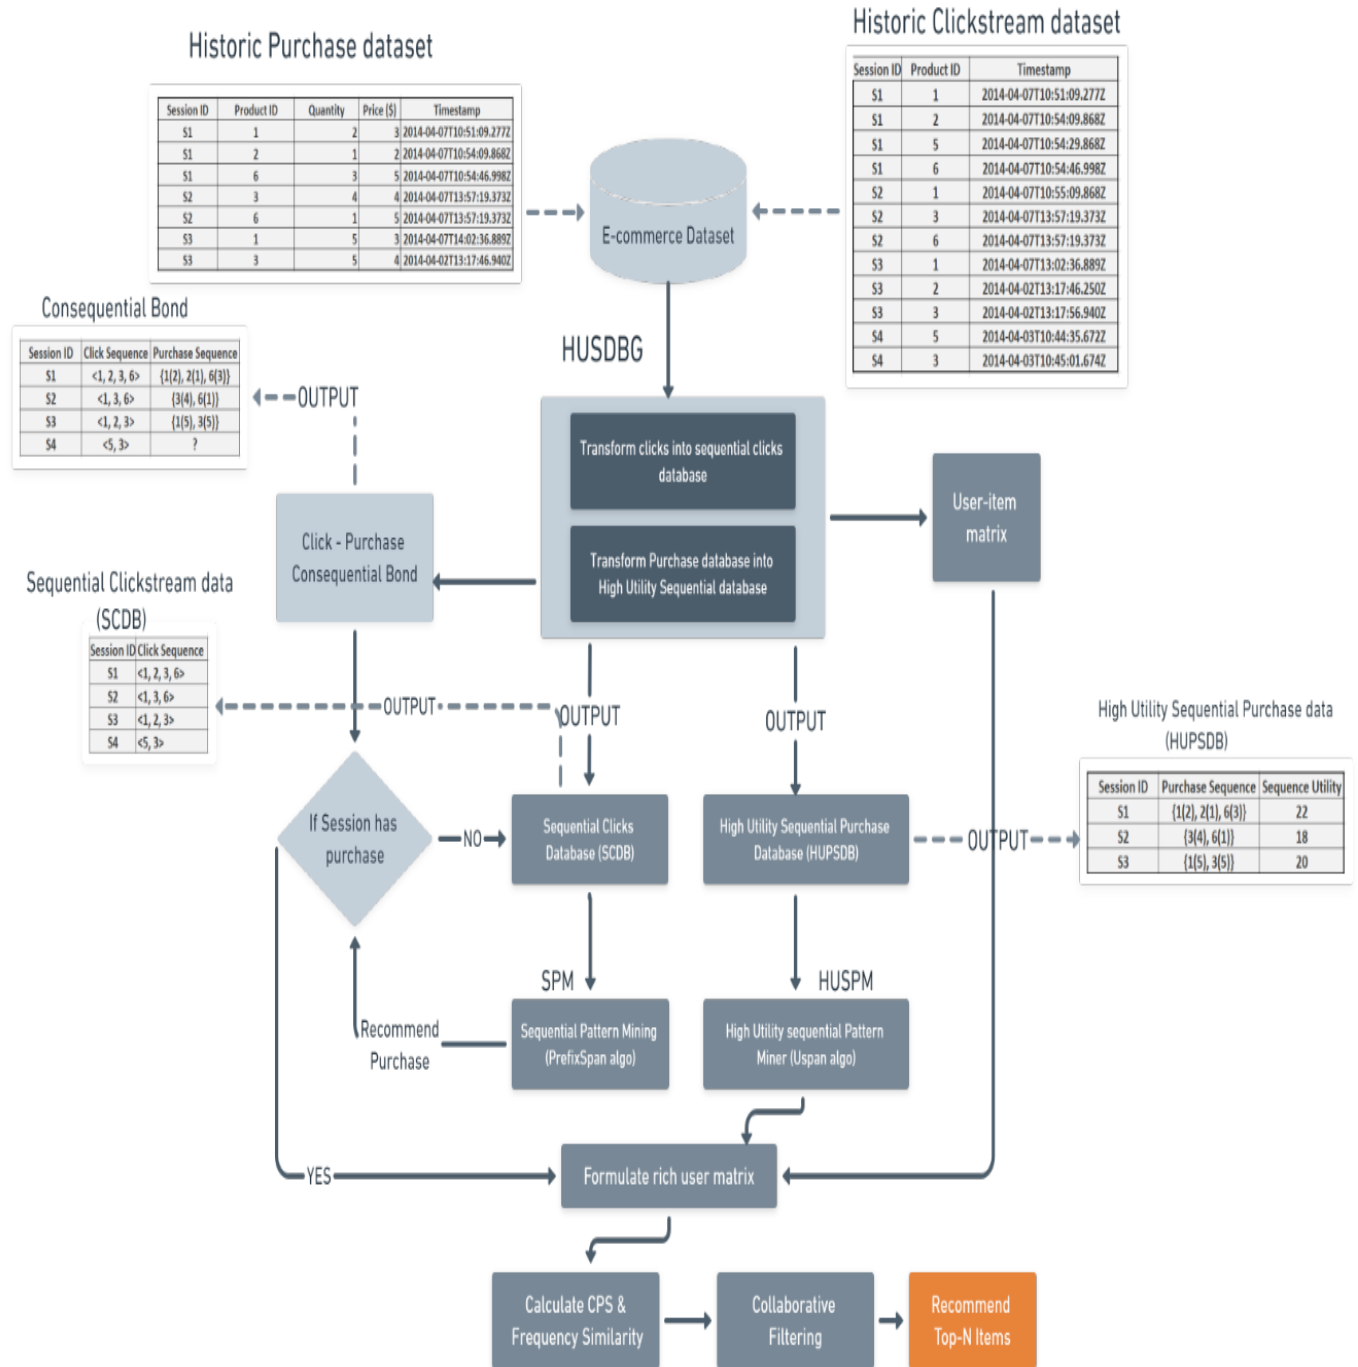 Historic Purchase dataset
Session ID Product ID Quantity Price ($) Timestamp
S1 1 2 3 2014-04-07T10:51:09.277Z
S1 2 1 2 2014-04-07T10:54:09.868Z
S1 6 3 5 2014-04-07T10:54:46.998Z
S2 3 4 4 2014-04-07T13:57:19.373Z
S2 6 1 5 2014-04-07T13:57:19.373Z
S3 1 5 3 2014-04-07T14:02:36.889Z
S3 3 5 4 2014-04-02T13:17:46.940Z
Historic Clickstream dataset
Session ID Product ID Timestamp
S1 1 2014-04-07T10:51:09.277Z
S1 2 2014-04-07T10:54:09.868Z
S1 5 2014-04-07T10:54:29.868Z
S1 6 2014-04-07T10:54:46.998Z
S2 1 2014-04-07T10:55:09.868Z
S2 3 2014-04-07T13:57:19.373Z
S2 6 2014-04-07T13:57:19.373Z
S3 1 2014-04-07T13:02:36.889Z
S3 2 2014-04-02T13:17:46.250Z
S3 3 2014-04-02T13:17:56.940Z
S4 5 2014-04-03T10:44:35.672Z
S4 3 2014-04-03T10:45:01.674Z
E-commerce Dataset
HUSDBG
Consequential Bond
Session ID Click Sequence Purchase Sequence
S1 <1, 2, 3, 6> {1(2), 2(1), 6(3)}
S2 <1, 3, 6> {3(4), 6(1)}
S3 <1, 2, 3> {1(5), 3(5)}
S4 <5, 3> ?
OUTPUT
Transform clicks into sequential clicks
database
Transform Purchase database into
High Utility Sequential database
User-item
matrix
Click - Purchase
Consequential Bond
Sequential Clickstream data
(SCDB)
Session ID Click Sequence
S1 <1, 2, 3, 6>
S2 <1, 3, 6>
S3 <1, 2, 3>
S4 <5, 3>
OUTPUT
OUTPUT
OUTPUT
High Utility Sequential Purchase data
(HUPSDB)
Session ID Purchase Sequence Sequence Utility
S1 {1(2), 2(1), 6(3)} 22
S2 {3(4), 6(1)} 18
S3 {1(5), 3(5)} 20
If Session has
purchase
NO
Sequential Clicks
Database (SCDB)
High Utility Sequential Purchase
Database (HUPSDB)
OUTPUT
SPM
HUSPM
Recommend
Purchase
Sequential Pattern Mining
(PrefixSpan algo)
High Utility sequential Pattern
Miner (Uspan algo)
YES
Formulate rich user matrix
Calculate CPS &
Frequency Similarity
Collaborative
Filtering
Recommend
Top-N Items